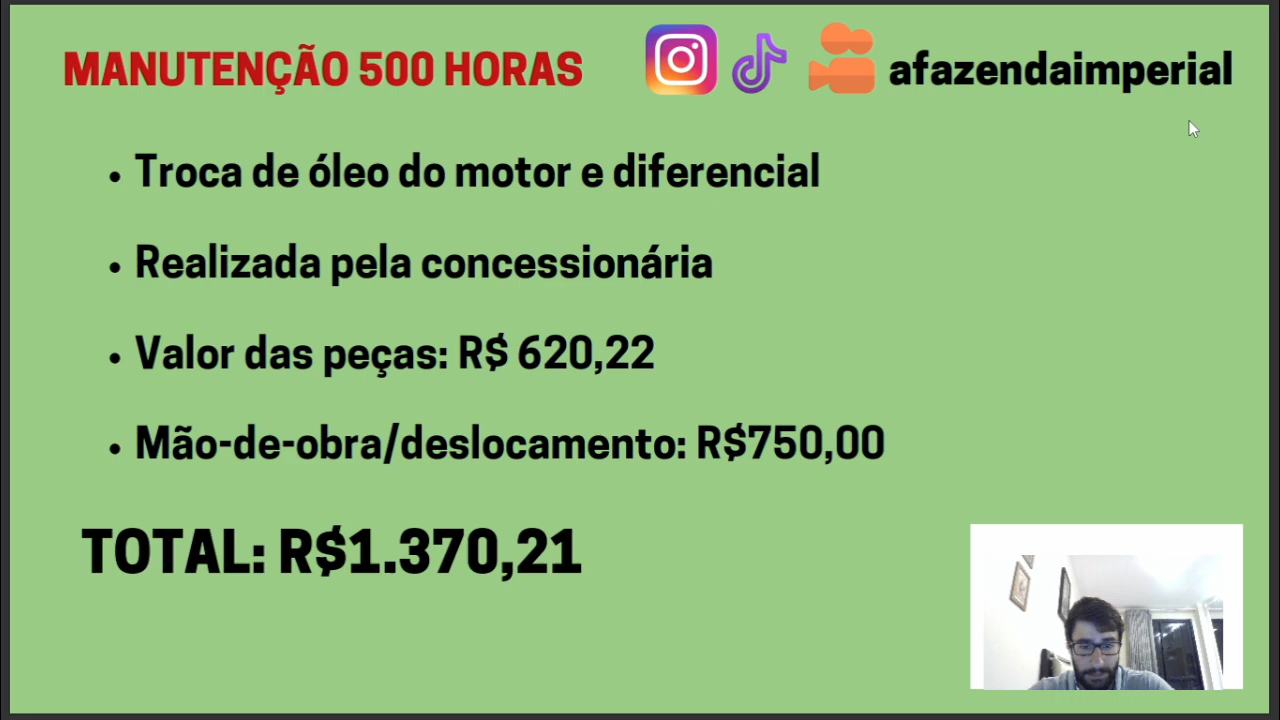 MANUTENÇÃO 500 HORAS
afazendaimperial
• Troca de óleo do motor e diferencial
• Realizada pela concessionária
• Valor das peças: R$ 620,22
• Mão-de-obra/deslocamento: R$750,00
TOTAL: R$1.370,21